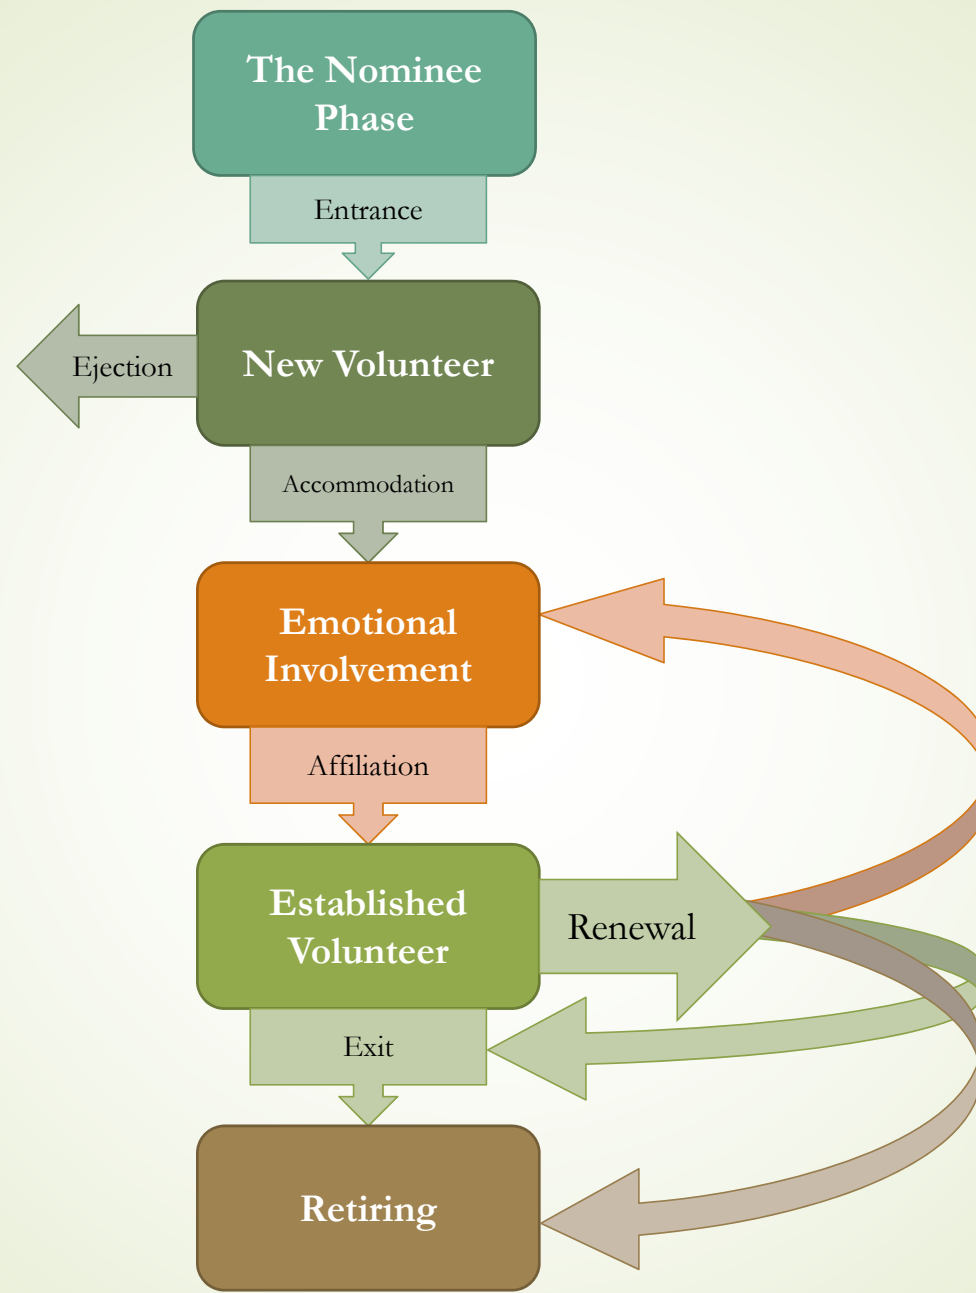 The Nominee
Phase
Entrance
New Volunteer
Ejection
Accommodation
Emotional
Involvement
Affiliation
Established
Volunteer
Renewal
Exit
Retiring